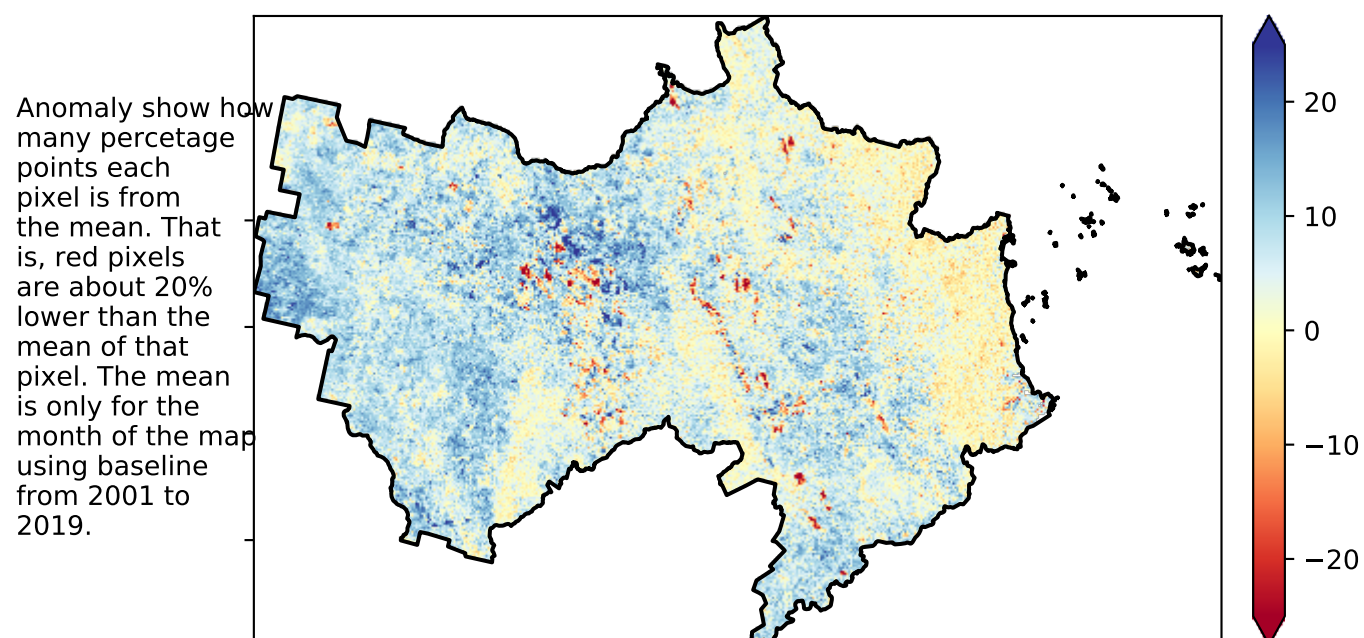 Anomaly show how
many percetage
points each
pixel is from
the mean. That
is, red pixels
are about 20%
lower than the
mean of that
pixel. The mean
is only for the
month of the map
using baseline
from 2001 to
2019.
20
10
0
−10
−20